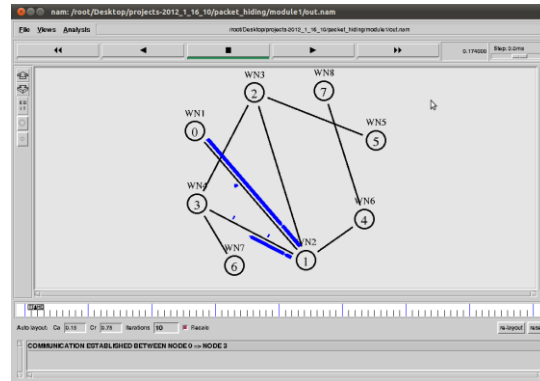 nam: /root/Desktop/projects-2012_1_16_10/packet_hiding/module1/out.nam
File Views Analysis
/root/Desktop/projects-2012_1_16_10/packet_hiding/module1/out.nam
0.174000 Step: 2.0ms
WN3
2
WN8
7
WN1
0
WN5
5
WN4
3
WN6
4
WN7
6
WN2
1
Auto layout: Ca 0.15 Cr 0.75 Iterations 10 Recalc re-layout
COMMUNICATION ESTABLISHED BETWEEN NODE 0 -> NODE 3